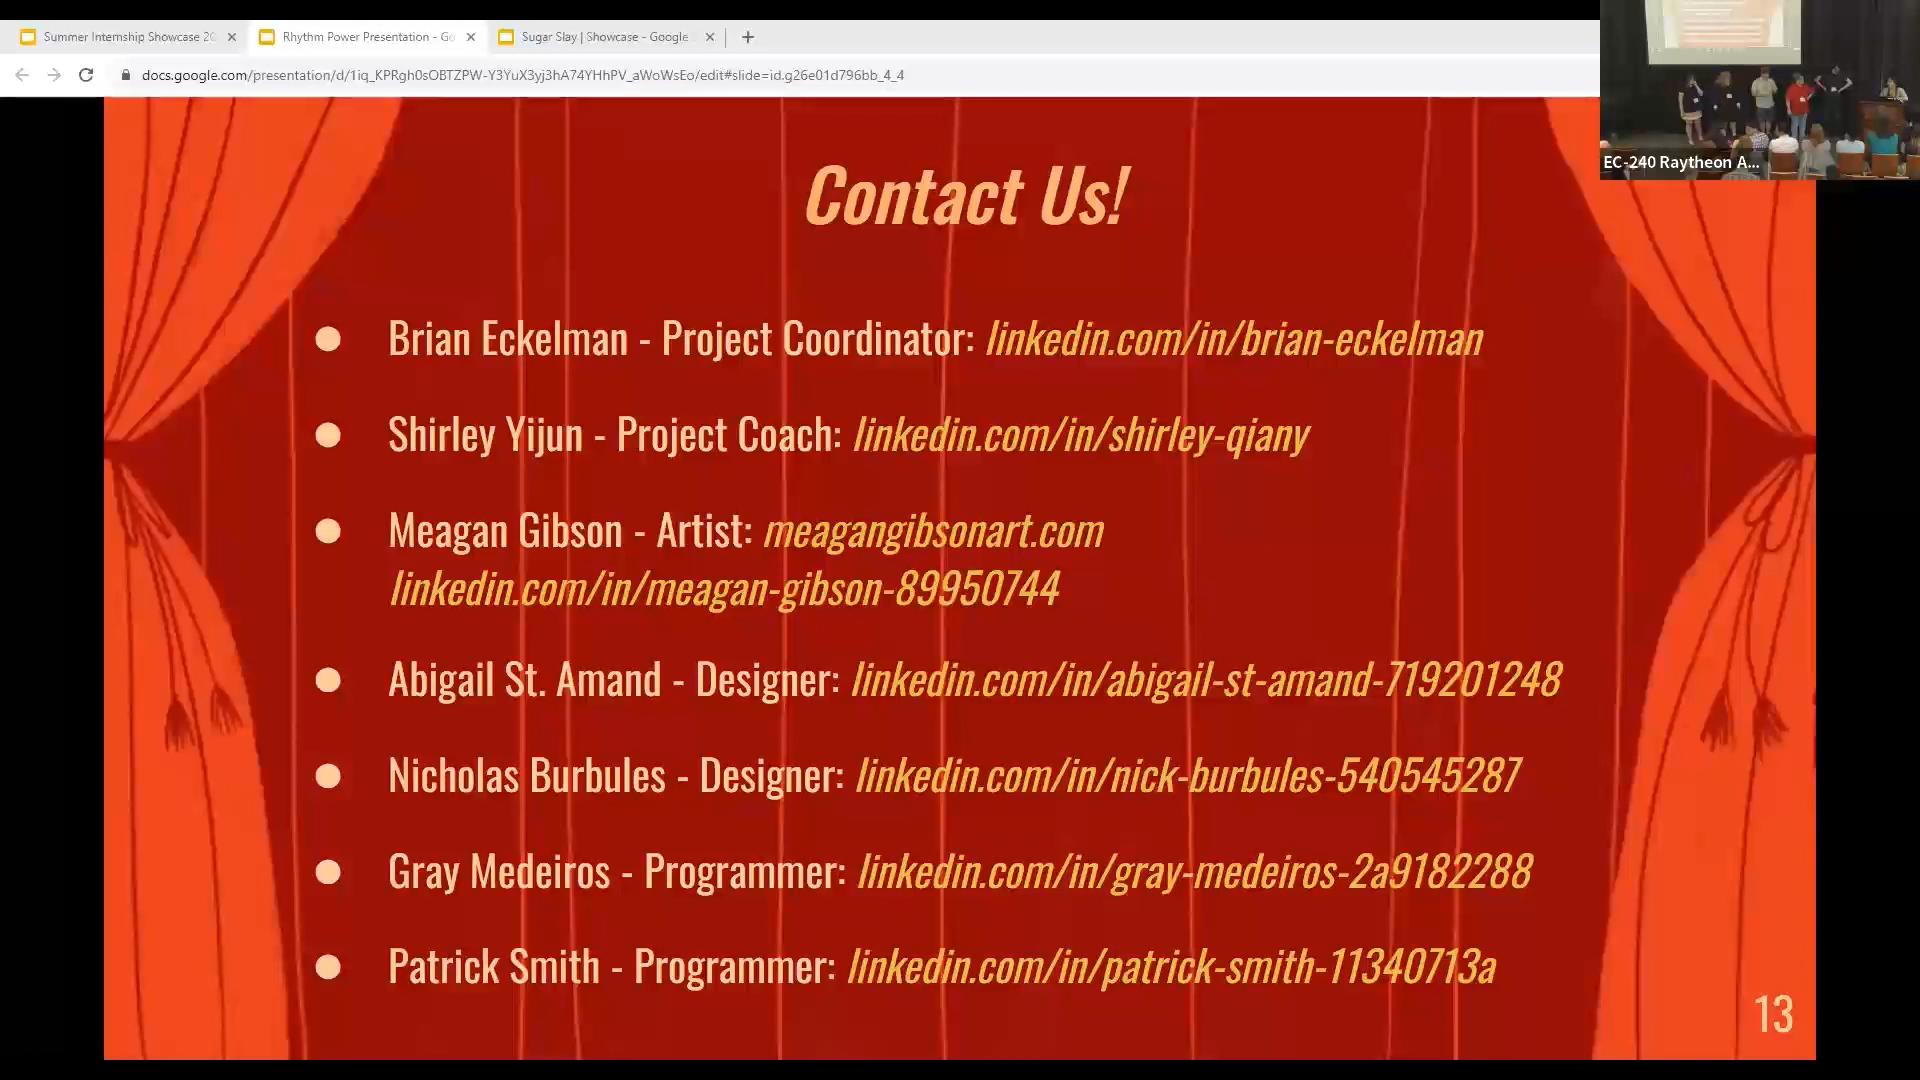 Summer Internship Showcase 20
Rhythm Power Presentation - Go
Sugar Slay | Showcase - Google
docs.google.com/presentation/d/1iq_KPRgh0sOBTZPW-Y3YuX3yj3hA74YHhPV_aWoWsEo/edit#slide=id.g26e01d796bb_4_4
EC-240 Raytheon A...
Contact Us!
● Brian Eckelman - Project Coordinator: linkedin.com/in/brian-eckelman
● Shirley Yijun - Project Coach: linkedin.com/in/shirley-qiany
● Meagan Gibson - Artist: meagangibsonart.com
linkedin.com/in/meagan-gibson-89950744
● Abigail St. Amand - Designer: linkedin.com/in/abigail-st-amand-719201248
● Nicholas Burbules - Designer: linkedin.com/in/nick-burbules-540545287
● Gray Medeiros - Programmer: linkedin.com/in/gray-medeiros-2a9182288
● Patrick Smith - Programmer: linkedin.com/in/patrick-smith-11340713a
13